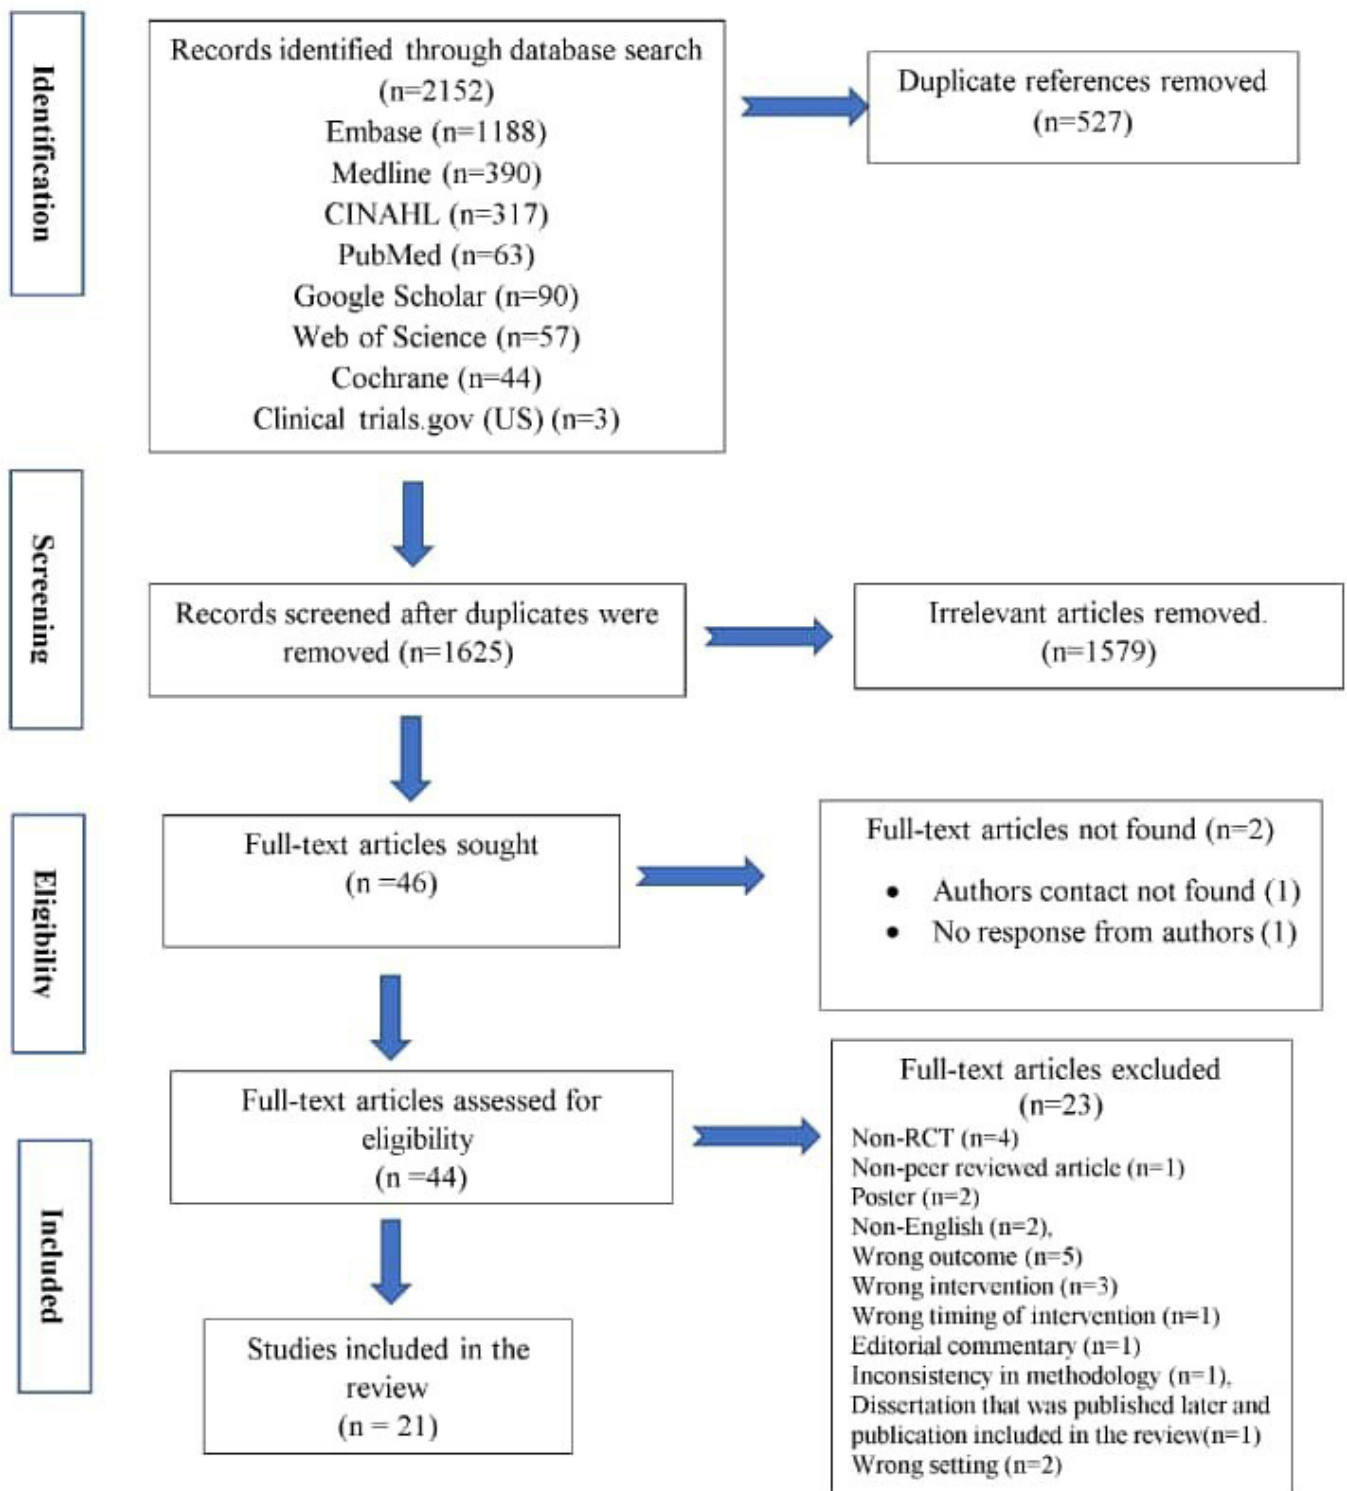 Identification
Records identified through database search
(n=2152)
Embase (n=1188)
Medline (n=390)
CINAHL (n=317)
PubMed (n=63)
Google Scholar (n=90)
Web of Science (n=57)
Cochrane (n=44)
Clinical trials.gov (US) (n=3)
Duplicate references removed
(n=527)
Screening
Records screened after duplicates were
removed (n=1625)
Irrelevant articles removed.
(n=1579)
Eligibility
Full-text articles sought
(n =46)
Full-text articles not found (n=2)
• Authors contact not found (1)
• No response from authors (1)
Full-text articles assessed for
eligibility
(n =44)
Full-text articles excluded
(n=23)
Non-RCT (n=4)
Non-peer reviewed article (n=1)
Poster (n=2)
Non-English (n=2),
Wrong outcome (n=5)
Wrong intervention (n=3)
Wrong timing of intervention (n=1)
Editorial commentary (n=1)
Inconsistency in methodology (n=1),
Dissertation that was published later and
publication included in the review(n=1)
Wrong setting (n=2)
Included
Studies included in the
review
(n = 21)